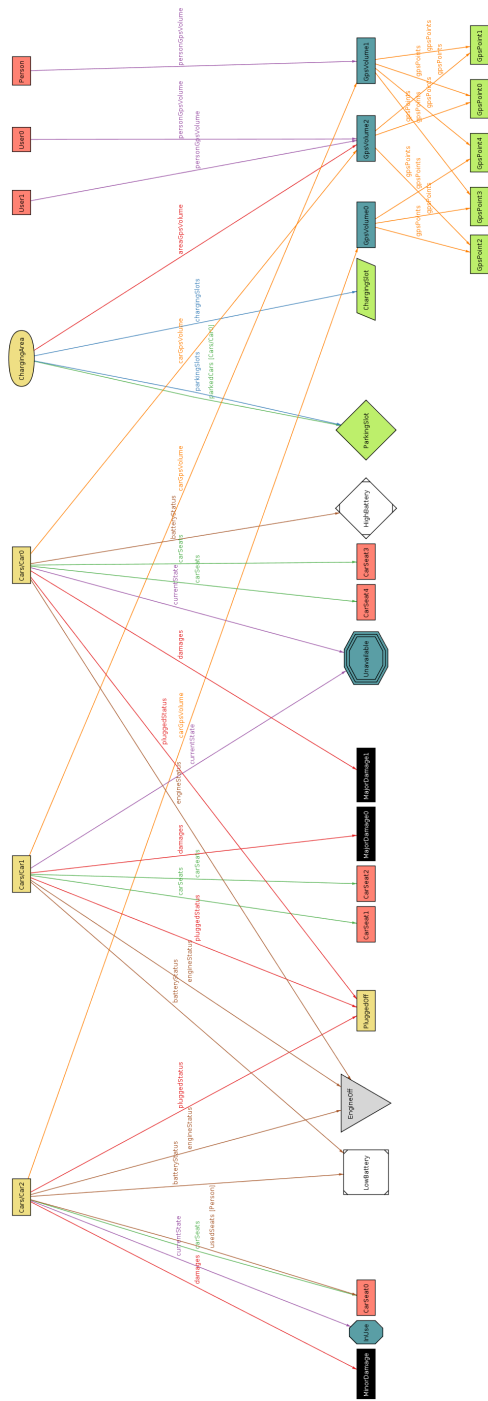 Person
User0
User1
ChargingArea
Cars/Car0
Cars/Car1
Cars/Car2
personGpsVolume
personGpsVolume
personGpsVolume
areaGpsVolume
chargingSlots
carGpsVolume
parkingSlots
parkedCars [Cars/Car0]
carGpsVolume
batteryStatus
carSeats
carSeats
currentState
damages
pluggedStatus
carGpsVolume
currentState
engineStatus
damages
carSeats
carSeats
pluggedStatus
engineStatus
batteryStatus
pluggedStatus
engineStatus
batteryStatus
usedSeats [Person]
carSeats
currentState
damages
GpsVolume1
GpsVolume2
GpsVolume0
ChargingSlot
ParkingSlot
HighBattery
CarSeat3
CarSeat4
Unavailable
MajorDamage1
MajorDamage0
CarSeat2
CarSeat1
PluggedOff
EngineOff
LowBattery
CarSeat0
InUse
MinorDamage
gpsPoints
gpsPoints
gpsPoints
gpsPoints
gpsPoints
gpsPoints
gpsPoints
gpsPoints
gpsPoints
gpsPoints
GpsPoint1
GpsPoint0
GpsPoint4
GpsPoint3
GpsPoint2